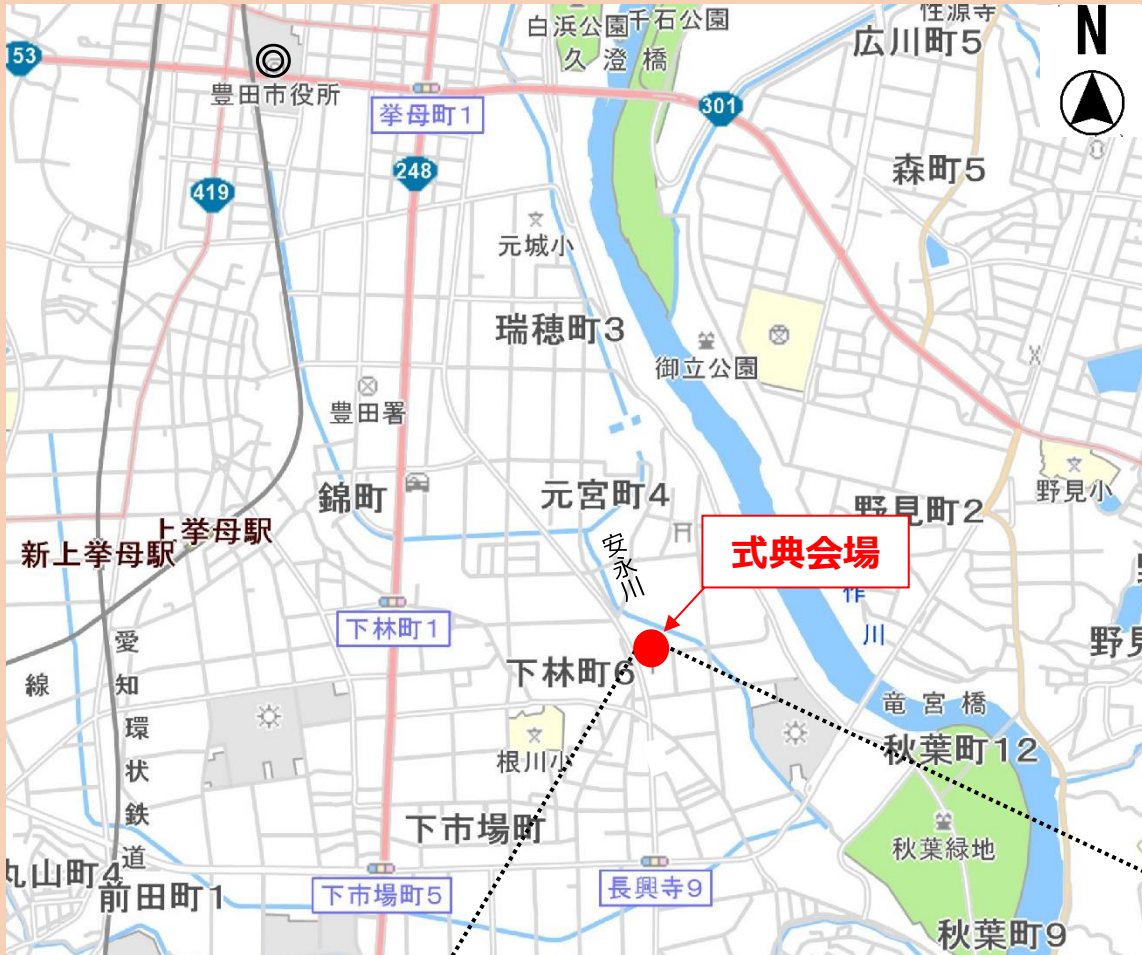 白浜公園
千石公園
性源寺
N
153
広川町5
久澄橋
豊田市役所
301
挙母町1
248
森町5
419
元城小
瑞穂町3
御立公園
豊田署
錦町
元宮町4
野見小
野見町2
上挙母駅
新上挙母駅
安永川
式典会場
作川
下林町1
愛知環状鉄道
線
下林町6
野見
竜宮橋
秋葉町12
根川小
下市場町
秋葉緑地
丸山町4
前田町1
下市場町5
長興寺9
秋葉町9